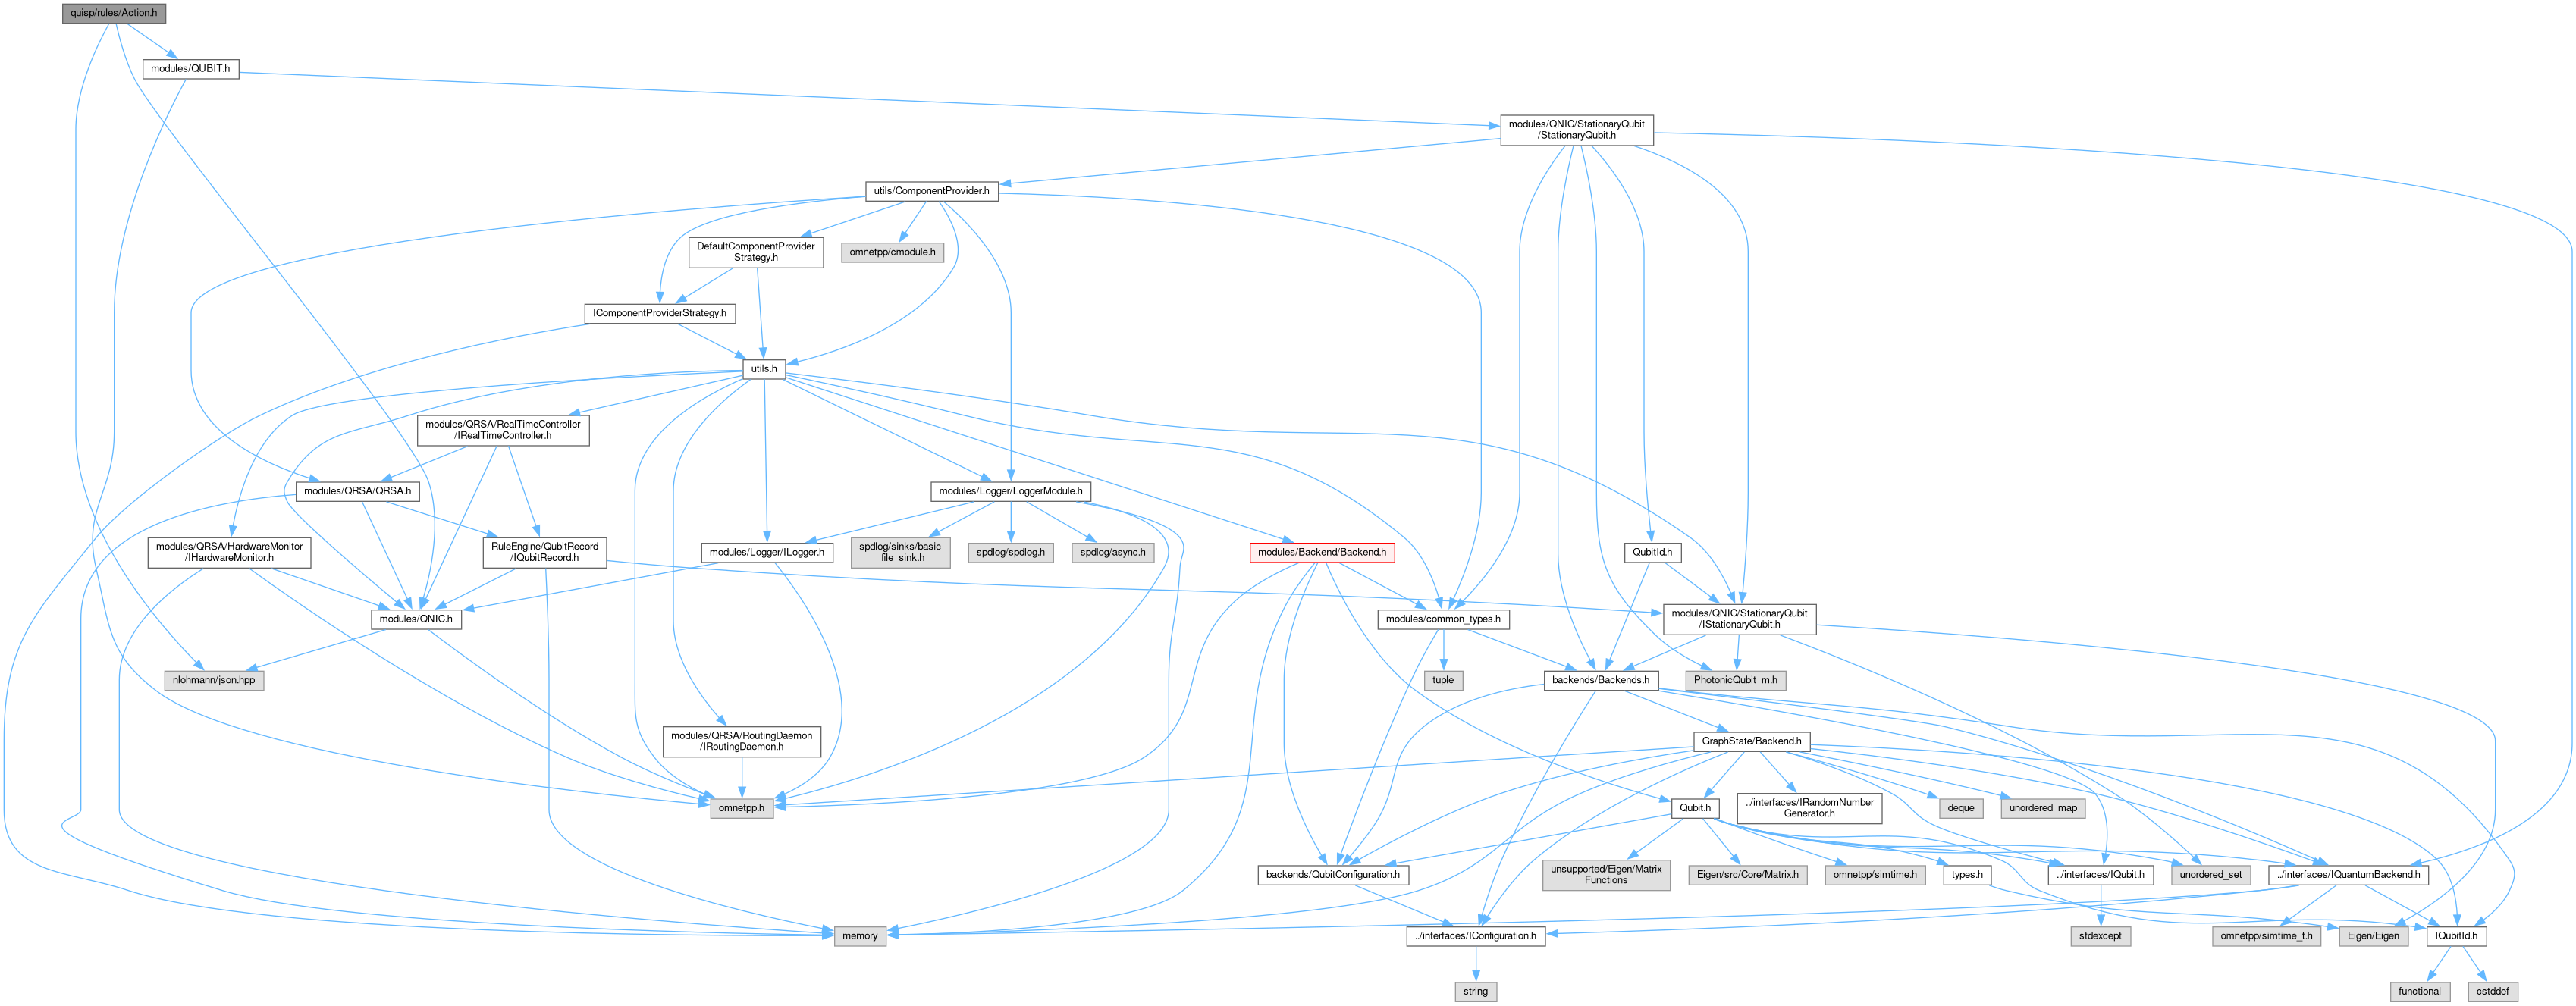 quisp/rules/Action.h
modules/QUBIT.h
modules/QNIC/StationaryQubit
/StationaryQubit.h
utils/ComponentProvider.h
DefaultComponentProvider
Strategy.h
omnetpp/cmodule.h
IComponentProviderStrategy.h
utils.h
modules/QRSA/RealTimeController
/IRealTimeController.h
modules/QRSA/QRSA.h
modules/Logger/LoggerModule.h
modules/QRSA/HardwareMonitor
/IHardwareMonitor.h
RuleEngine/QubitRecord
/IQubitRecord.h
modules/Logger/ILogger.h
spdlog/sinks/basic
_file_sink.h
spdlog/spdlog.h
spdlog/async.h
modules/Backend/Backend.h
QubitId.h
modules/QNIC.h
modules/common_types.h
modules/QNIC/StationaryQubit
/IStationaryQubit.h
nlohmann/json.hpp
tuple
backends/Backends.h
PhotonicQubit_m.h
modules/QRSA/RoutingDaemon
/IRoutingDaemon.h
GraphState/Backend.h
omnetpp.h
Qubit.h
../interfaces/IRandomNumber
Generator.h
deque
unordered_map
backends/QubitConfiguration.h
unsupported/Eigen/Matrix
Functions
Eigen/src/Core/Matrix.h
omnetpp/simtime.h
types.h
../interfaces/IQubit.h
unordered_set
../interfaces/IQuantumBackend.h
memory
../interfaces/IConfiguration.h
stdexcept
omnetpp/simtime_t.h
Eigen/Eigen
IQubitId.h
string
functional
cstddef